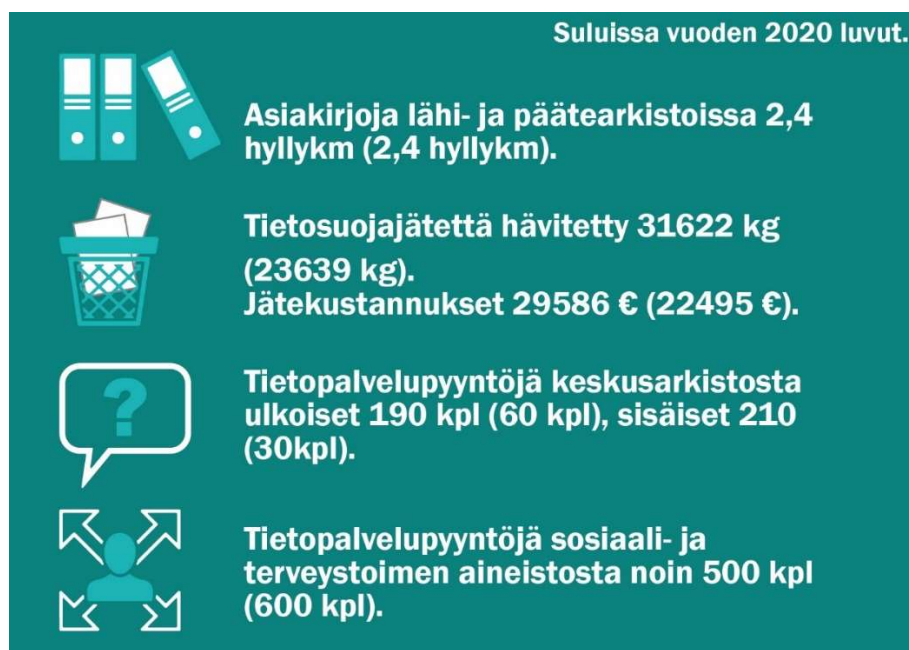 Suluissa vuoden 2020 luvut.
Asiakirjoja lähi- ja päätearkistoissa 2,4
hyllykm (2,4 hyllykm).
Tietosuojajätettä hävitetty 31622 kg
(23639 kg).
Jätekustannukset 29586 € (22495 €).
?
Tietopalvelupyyntöjä keskusarkistosta
ulkoiset 190 kpl (60 kpl), sisäiset 210
(30kpl).
Tietopalvelupyyntöjä sosiaali- ja
terveystoimen aineistosta noin 500 kpl
(600 kpl).